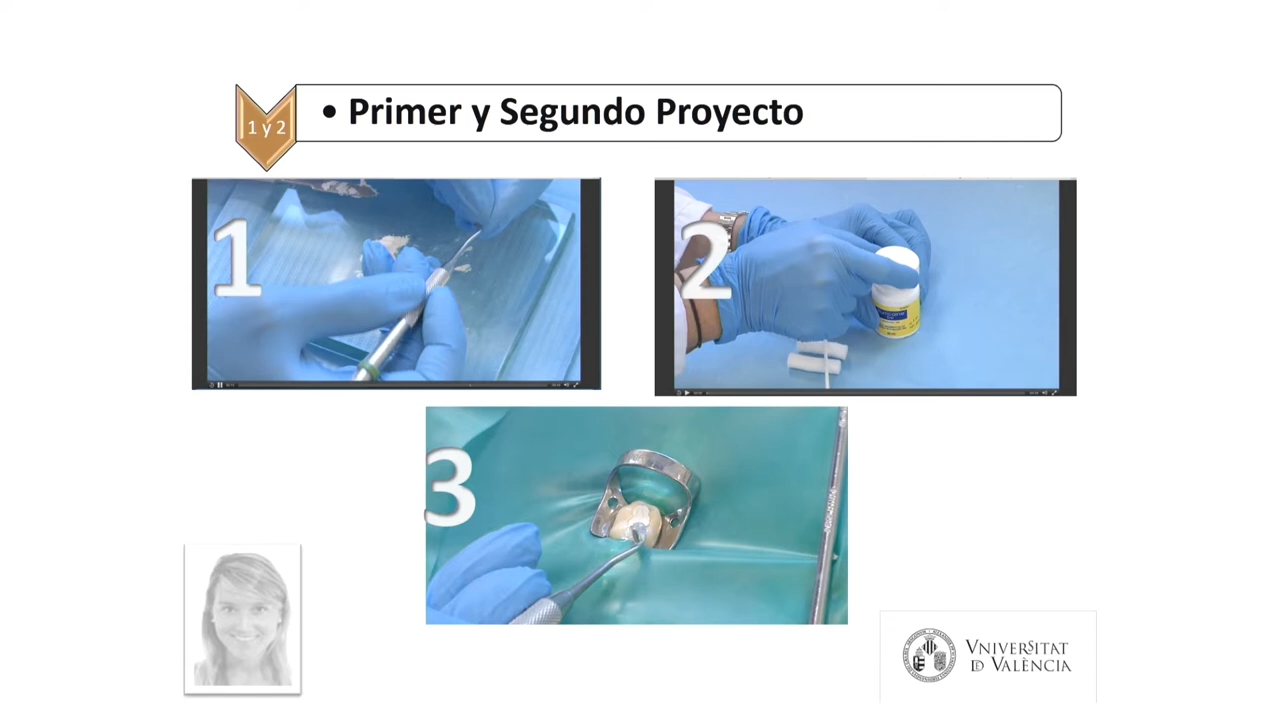 1 y 2
• Primer y Segundo Proyecto
1
2
3
VNIVERSITAT
ID VALÈNCIA